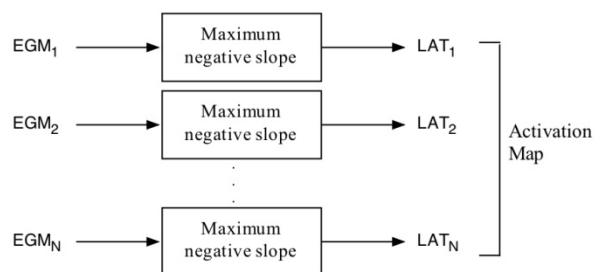 EGM1
Maximum
negative slope
LAT1
EGM2
Maximum
negative slope
LAT2
Activation
Map
EGMN
Maximum
negative slope
LATN